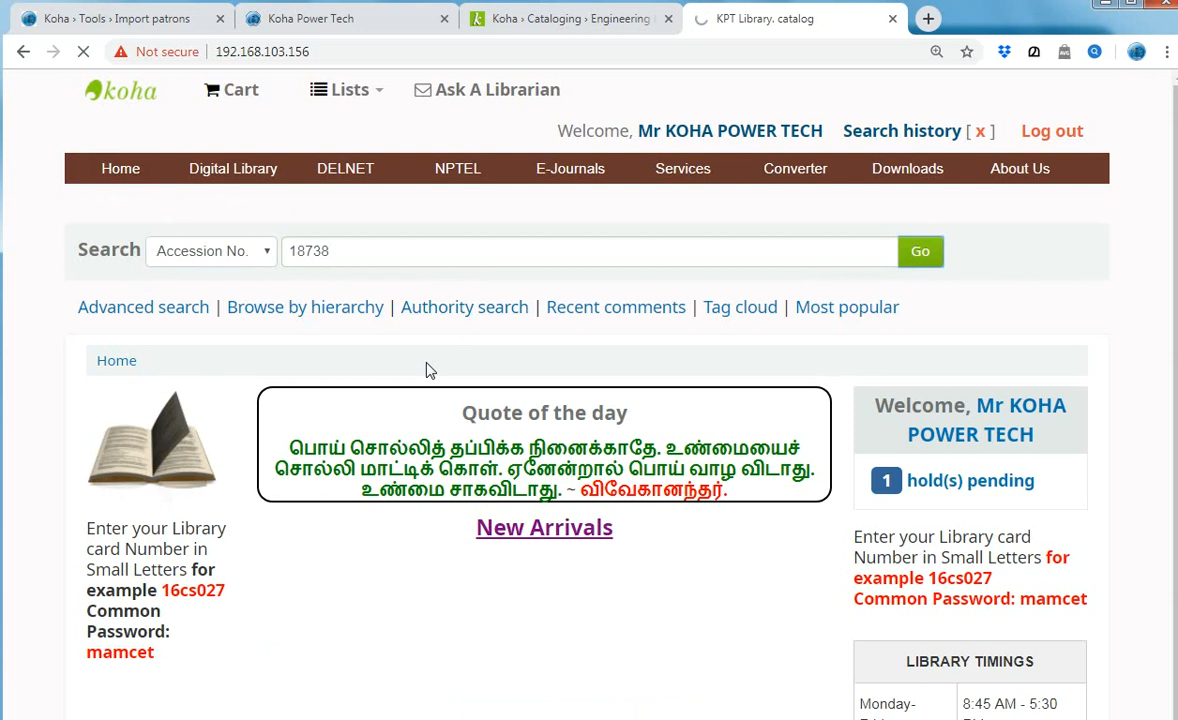 Koha › Tools › Import patrons
Koha Power Tech
Koha › Cataloging › Engineering
KPT Library. catalog
Not secure
192.168.103.156
koha
Cart
Lists
Ask A Librarian
Welcome, Mr KOHA POWER TECH Search history [ x ] Log out
Home Digital Library DELNET NPTEL E-Journals Services Converter Downloads About Us
Search Accession No. 18738 Go
Advanced search | Browse by hierarchy | Authority search | Recent comments | Tag cloud | Most popular
Home
Quote of the day
பொய் சொல்லித் தப்பிக்க நினைக்காதே. உண்மையைச்
சொல்லி மாட்டிக் கொள். ஏனேன்றால் பொய் வாழ விடாது.
உண்மை சாகவிடாது. ~ விவேகானந்தர்.
New Arrivals
Enter your Library
card Number in
Small Letters for
example 16cs027
Common
Password:
mamcet
Welcome, Mr KOHA
POWER TECH
1 hold(s) pending
Enter your Library card
Number in Small Letters for
example 16cs027
Common Password: mamcet
LIBRARY TIMINGS
Monday- 8:45 AM - 5:30